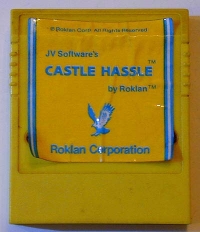 © Roklan Corp. All Rights Reserved
JV Software's
CASTLE HASSLE™
by Roklan™
Roklan Corporation